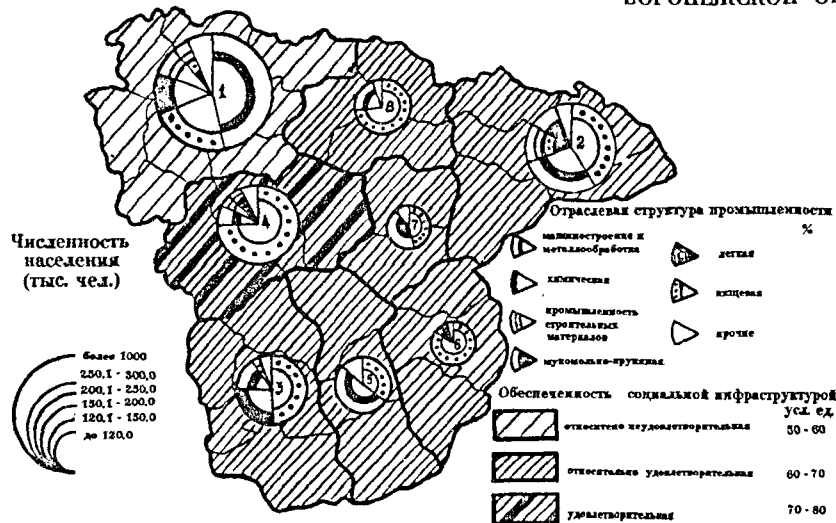 ВОРОНЕЖСКОЙ
1
8
2
4
7
6
3
5
Численность
населения
(тыс. чел.)
более 1000
250,1 - 300,0
200,1 - 250,0
150,1 - 200,0
120,1 - 150,0
до 120,0
Отраслевая структура промышленности
%
машиностроение и
металлообработка
химическая
промышленность
строительных
материалов
мукомольно-крупяная
легкая
пищевая
прочие
Обеспеченность социальной инфраструктурой
усл. ед.
относително неудовлетворительная 50 - 60
относительно удовлетворительная 60 - 70
удовлетворительная 70 - 80